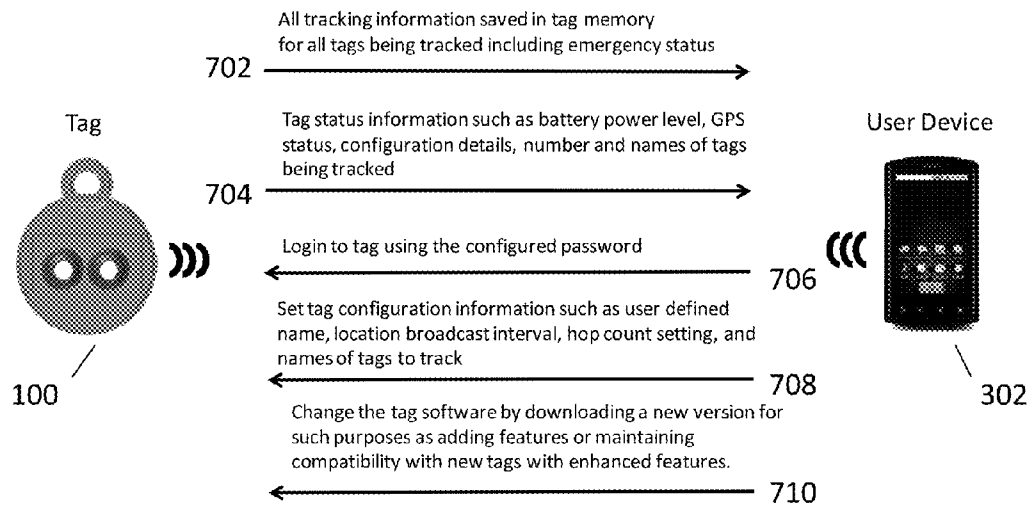 All tracking information saved in tag memory
for all tags being tracked including emergency status
702
Tag
User Device
Tag status information such as battery power level, GPS
status, configuration details, number and names of tags
being tracked
704
Login to tag using the configured password
706
Set tag configuration information such as user defined
name, location broadcast interval, hop count setting, and
names of tags to track
100
708
302
Change the tag software by downloading a new version for
such purposes as adding features or maintaining
compatibility with new tags with enhanced features.
710